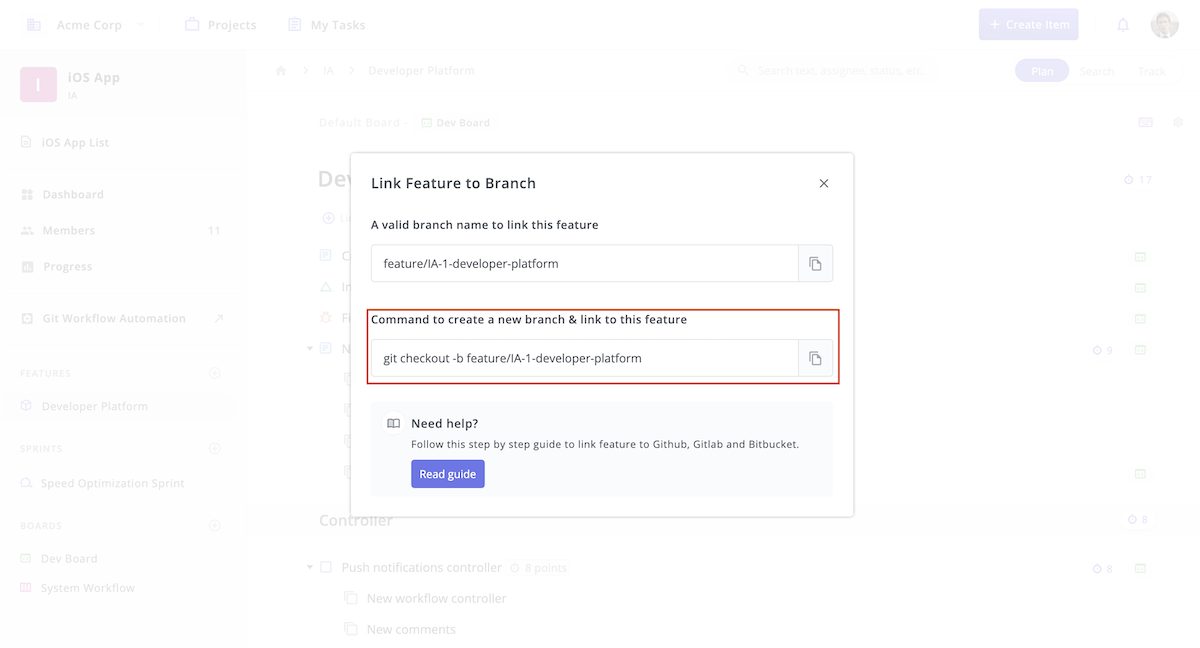 Acme Corp
Projects
My Tasks
+ Create Item
I
iOS App
IA
IA
Developer Platform
Search text, assignee, status, etc.
Plan
Search
Track
iOS App List
Default Board
Dev Board
Dashboard
Members 11
Progress
Git Workflow Automation
FEATURES
Developer Platform
SPRINTS
Speed Optimization Sprint
BOARDS
Dev Board
System Workflow
17
Link Feature to Branch
A valid branch name to link this feature
feature/IA-1-developer-platform
Command to create a new branch & link to this feature
git checkout -b feature/IA-1-developer-platform
9
Need help?
Follow this step by step guide to link feature to Github, Gitlab and Bitbucket.
Read guide
Controller
8
Push notifications controller
8 points
8
New workflow controller
New comments